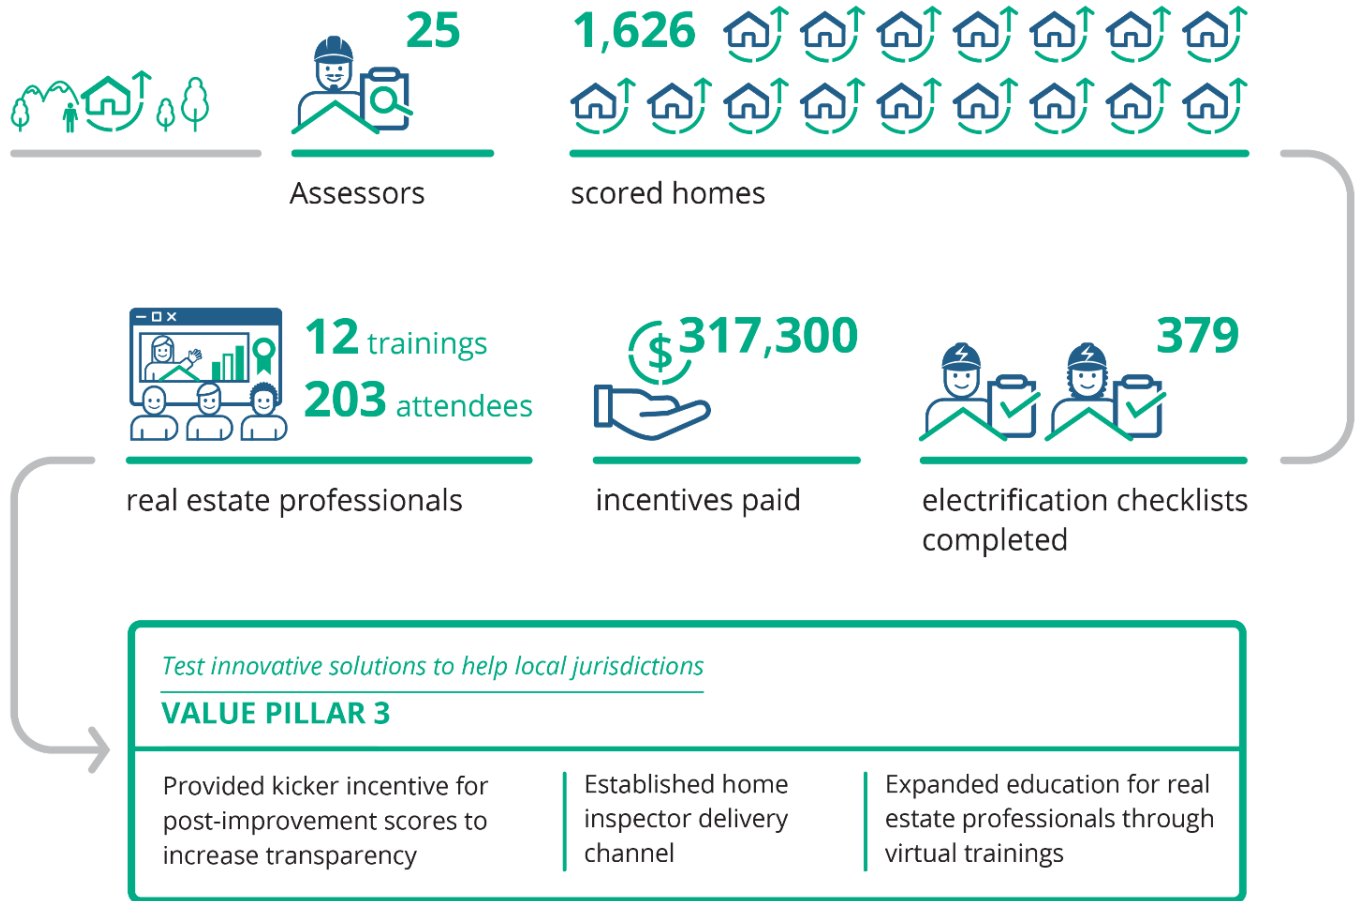 25
1,626
Assessors
scored homes
12 trainings
203 attendees
$317,300
379
real estate professionals
incentives paid
electrification checklists
completed
Test innovative solutions to help local jurisdictions
VALUE PILLAR 3
Provided kicker incentive for
post-improvement scores to
increase transparency
Established home
inspector delivery
channel
Expanded education for real
estate professionals through
virtual trainings